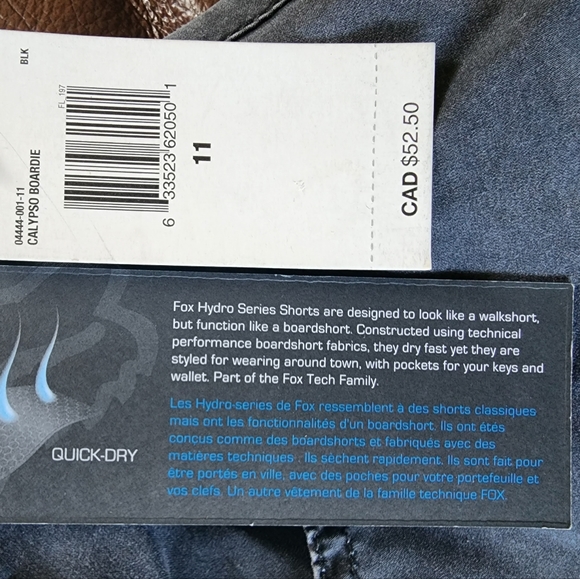 BLK
04444-001-11
CALYPSO BOARDIE
FL_197
6 33523 62050 1
11
CAD $52.50
Fox Hydro Series Shorts are designed to look like a walkshort,
but function like a boardshort. Constructed using technical
performance boardshort fabrics, they dry fast yet they are
styled for wearing around town, with pockets for your keys and
wallet. Part of the Fox Tech Family.
Les Hydro-series de Fox ressemblent à des shorts classiques
mais ont les fonctionnalités d'un boardshort. Ils ont étés
conçus comme des boardshorts et fabriqués avec des
matières techniques . Ils sèchent rapidement. Ils sont fait pour
être portés en ville, avec des poches pour votre portefeuille et
vos clefs. Un autre vêtement de la famille technique FOX.
QUICK-DRY